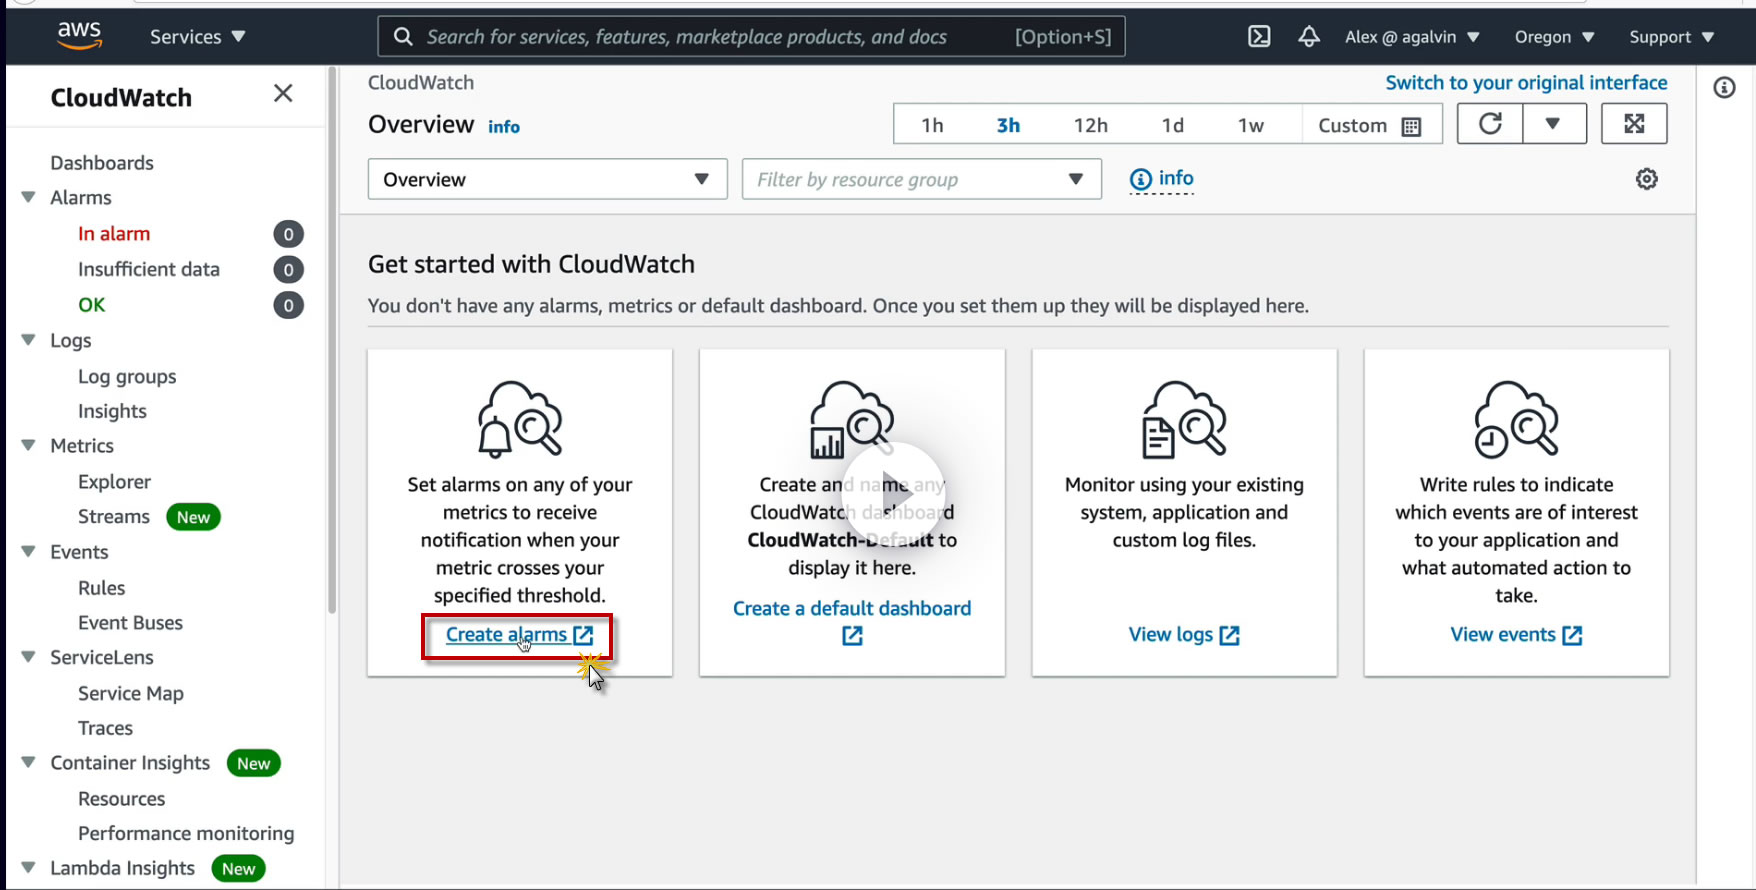 aws
Services
Search for services, features, marketplace products, and docs
[Option+S]
Alex @ agalvin
Oregon
Support
CloudWatch
Dashboards
Alarms
In alarm
0
Insufficient data
0
OK
0
Logs
Log groups
Insights
Metrics
Explorer
Streams
New
Events
Rules
Event Buses
ServiceLens
Service Map
Traces
Container Insights
New
Resources
Performance monitoring
Lambda Insights
New
CloudWatch
Switch to your original interface
Overview info
1h 3h 12h 1d 1w Custom
Overview
Filter by resource group
info
Get started with CloudWatch
You don't have any alarms, metrics or default dashboard. Once you set them up they will be displayed here.
Set alarms on any of your
metrics to receive
notification when your
metric crosses your
specified threshold.
Create alarms
Create and name any
CloudWatch dashboard
CloudWatch-Default to
display it here.
Create a default dashboard
Monitor using your existing
system, application and
custom log files.
View logs
Write rules to indicate
which events are of interest
to your application and
what automated action to
take.
View events